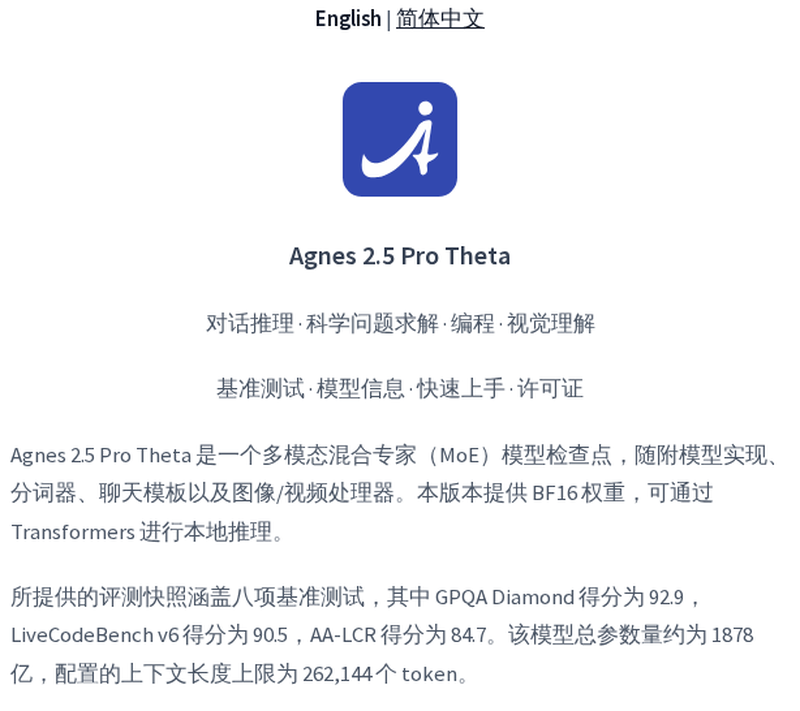 English | 简体中文
Agnes 2.5 Pro Theta
对话推理 · 科学问题求解 · 编程 · 视觉理解
基准测试 · 模型信息 · 快速上手 · 许可证
Agnes 2.5 Pro Theta 是一个多模态混合专家（MoE）模型检查点，随附模型实现、
分词器、聊天模板以及图像/视频处理器。本版本提供 BF16 权重，可通过
Transformers 进行本地推理。
所提供的评测快照涵盖八项基准测试，其中 GPQA Diamond 得分为 92.9，
LiveCodeBench v6 得分为 90.5，AA-LCR 得分为 84.7。该模型总参数量约为 1878
亿，配置的上下文长度上限为 262,144 个 token。